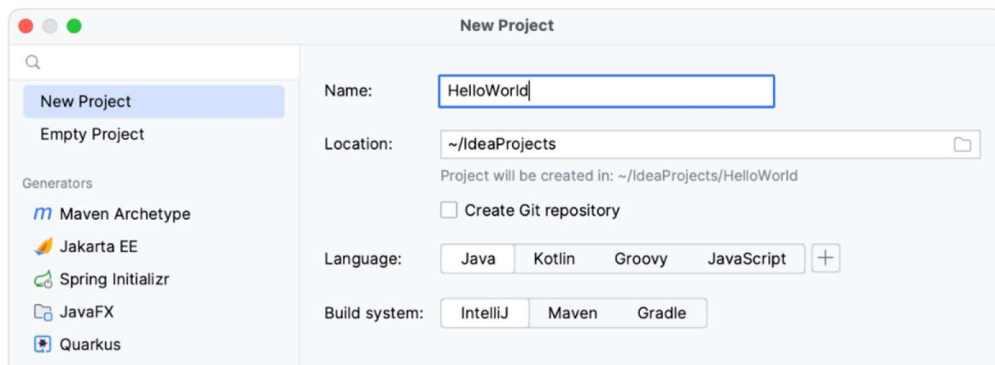 New Project
New Project
Empty Project
Generators
Maven Archetype
Jakarta EE
Spring Initializr
JavaFX
Quarkus
Name: HelloWorld
Location: ~/IdeaProjects
Project will be created in: ~/IdeaProjects/HelloWorld
Create Git repository
Language: Java Kotlin Groovy JavaScript +
Build system: IntelliJ Maven Gradle